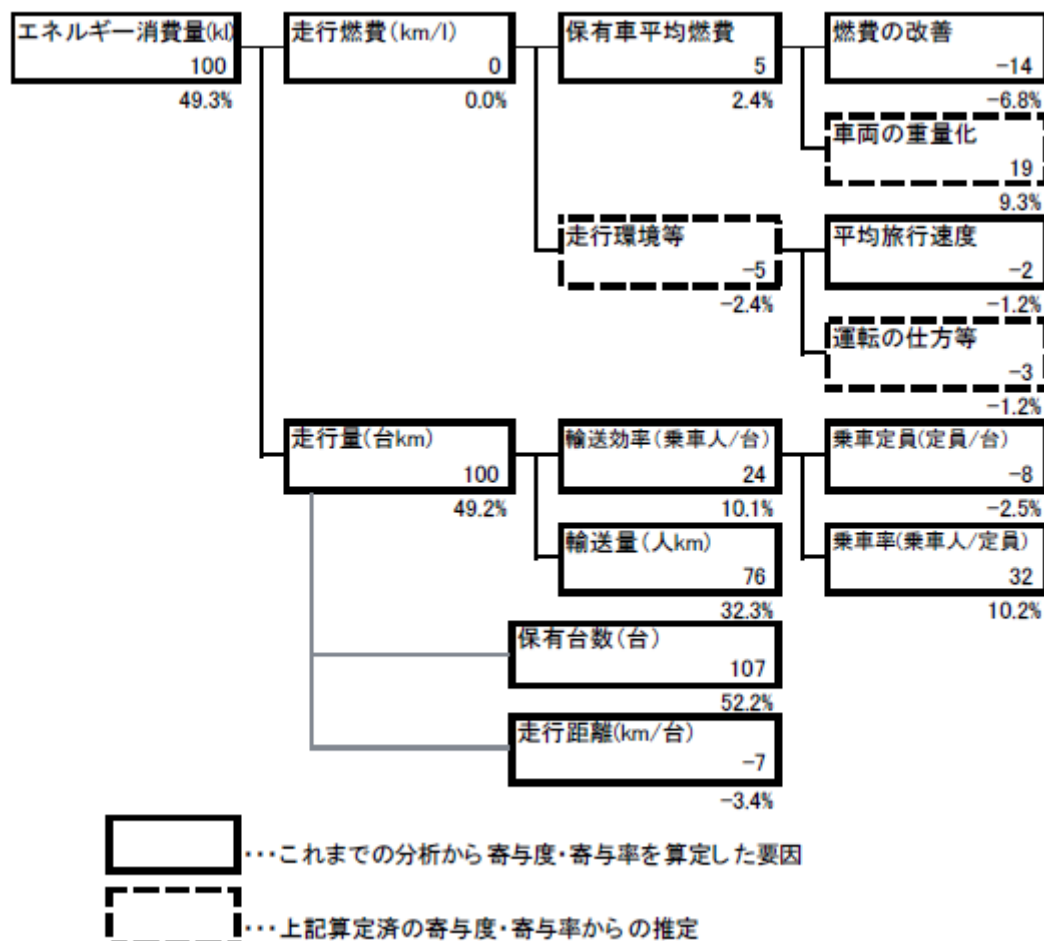 エネルギー消費量(kl)
100
49.3%
走行燃費(km/l)
0
0.0%
保有車平均燃費
5
2.4%
燃費の改善
-14
-6.8%
車両の重量化
19
9.3%
走行環境等
-5
-2.4%
平均旅行速度
-2
-1.2%
運転の仕方等
-3
-1.2%
走行量(台km)
100
49.2%
輸送効率(乗車人/台)
24
10.1%
乗車定員(定員/台)
-8
-2.5%
輸送量(人km)
76
32.3%
乗車率(乗車人/定員)
32
10.2%
保有台数(台)
107
52.2%
走行距離(km/台)
-7
-3.4%
･･･これまでの分析から寄与度・寄与率を算定した要因
･･･上記算定済の寄与度・寄与率からの推定